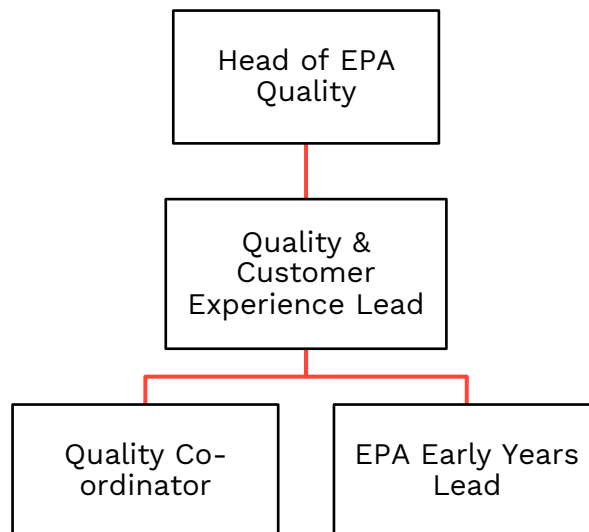 Head of EPA
Quality
Quality &
Customer
Experience Lead
Quality Co-
ordinator
EPA Early Years
Lead